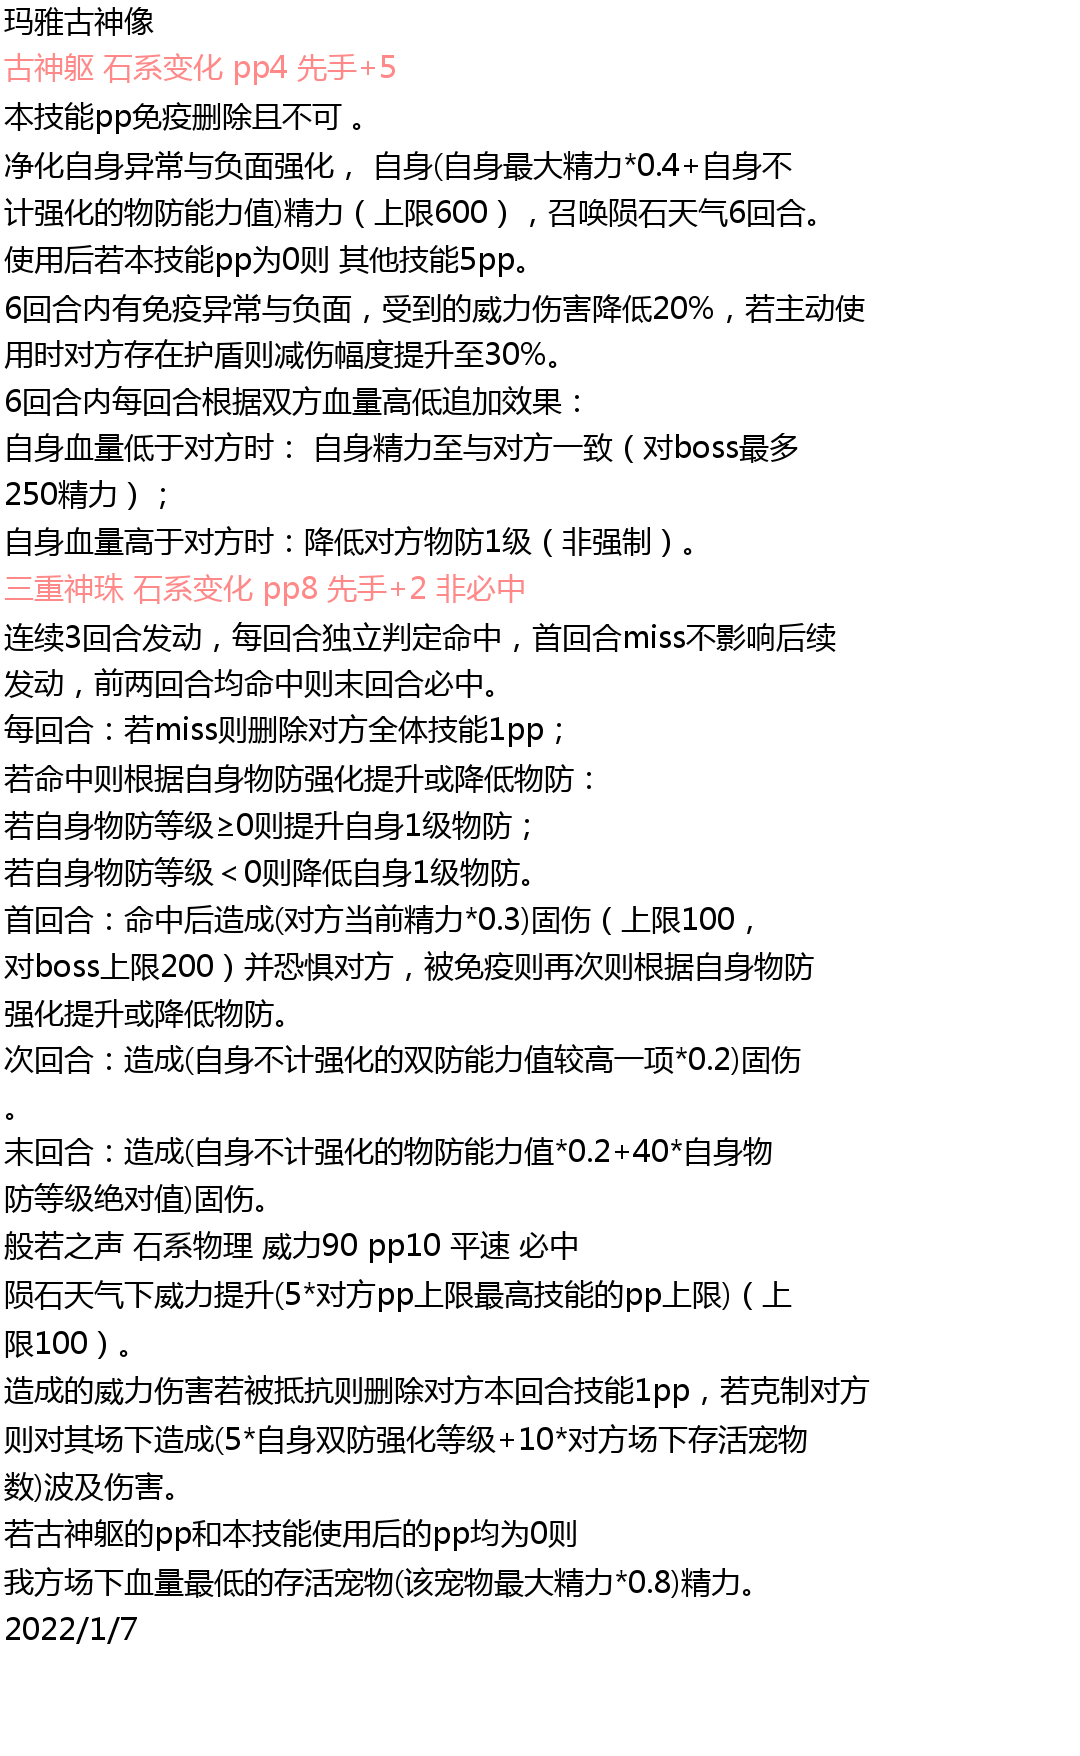 玛雅古神像
古神躯 石系变化 pp4 先手+5
本技能pp免疫删除且不可 。
净化自身异常与负面强化， 自身(自身最大精力*0.4+自身不
计强化的物防能力值)精力（上限600），召唤陨石天气6回合。
使用后若本技能pp为0则 其他技能5pp。
6回合内有免疫异常与负面，受到的威力伤害降低20%，若主动使
用时对方存在护盾则减伤幅度提升至30%。
6回合内每回合根据双方血量高低追加效果：
自身血量低于对方时： 自身精力至与对方一致（对boss最多
250精力）；
自身血量高于对方时：降低对方物防1级（非强制）。
三重神珠 石系变化 pp8 先手+2 非必中
连续3回合发动，每回合独立判定命中，首回合miss不影响后续
发动，前两回合均命中则末回合必中。
每回合：若miss则删除对方全体技能1pp；
若命中则根据自身物防强化提升或降低物防：
若自身物防等级≥0则提升自身1级物防；
若自身物防等级＜0则降低自身1级物防。
首回合：命中后造成(对方当前精力*0.3)固伤（上限100，
对boss上限200）并恐惧对方，被免疫则再次则根据自身物防
强化提升或降低物防。
次回合：造成(自身不计强化的双防能力值较高一项*0.2)固伤
。
末回合：造成(自身不计强化的物防能力值*0.2+40*自身物
防等级绝对值)固伤。
般若之声 石系物理 威力90 pp10 平速 必中
陨石天气下威力提升(5*对方pp上限最高技能的pp上限)（上
限100）。
造成的威力伤害若被抵抗则删除对方本回合技能1pp，若克制对方
则对其场下造成(5*自身双防强化等级+10*对方场下存活宠物
数)波及伤害。
若古神躯的pp和本技能使用后的pp均为0则
我方场下血量最低的存活宠物(该宠物最大精力*0.8)精力。
2022/1/7